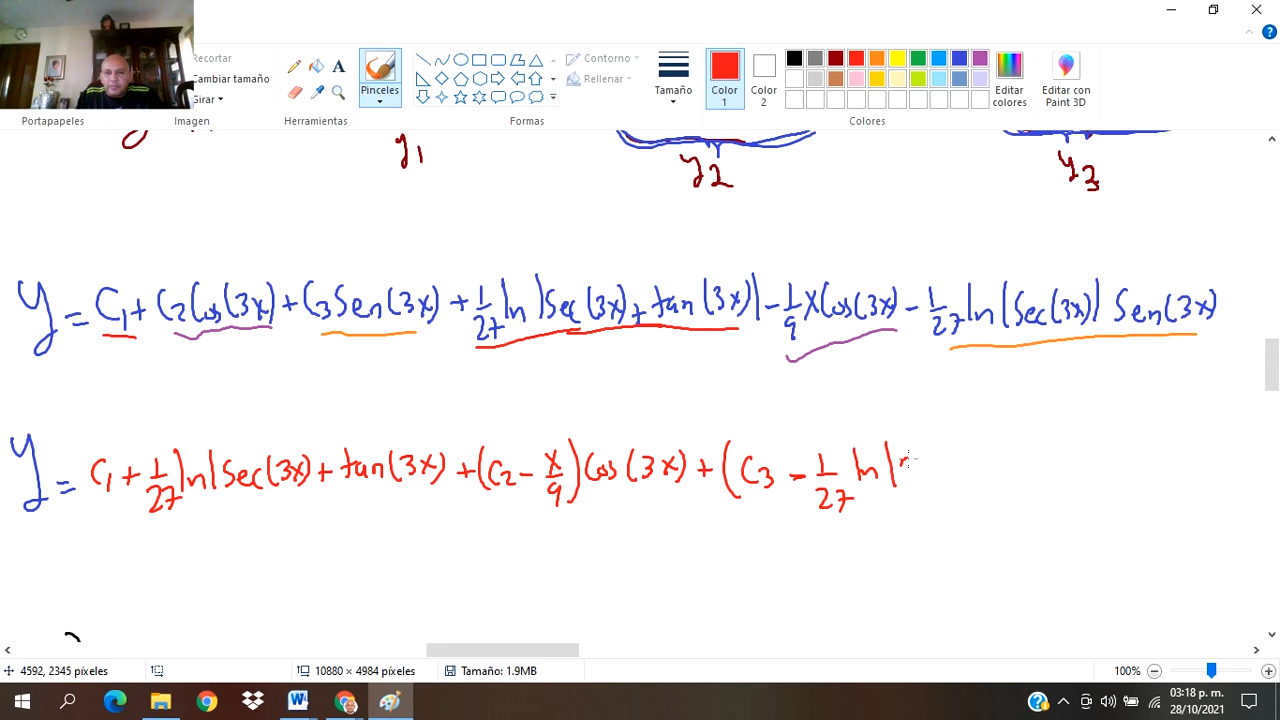 Recortar
Cambiar tamaño
Girar
Pinceles
Contorno
Rellenar
Tamaño
Color 1
Color 2
Editar colores
Editar con Paint 3D
Portapapeles
Imagen
Herramientas
Formas
Colores
y1 y2 y3
y = C1 + C2Cos(3x) + C3Sen(3x) + 1/27 ln|Sec(3x) + tan(3x)| - 1/9 xCos(3x) - 1/27 ln|Sec(3x)| Sen(3x)
y = C1 + 1/27 ln|Sec(3x) + tan(3x) + (C2 - x/9) Cos(3x) + (C3 - 1/27 ln|
4592, 2345 píxeles
10880 × 4984 píxeles
Tamaño: 1.9MB
100%
03:18 p. m.
28/10/2021